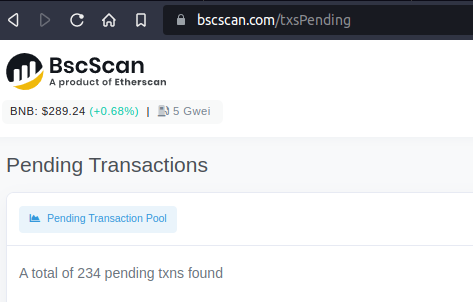 bscscan.com/txsPending
BscScan
A product of Etherscan
BNB: $289.24 (+0.68%) | 5 Gwei
Pending Transactions
Pending Transaction Pool
A total of 234 pending txns found